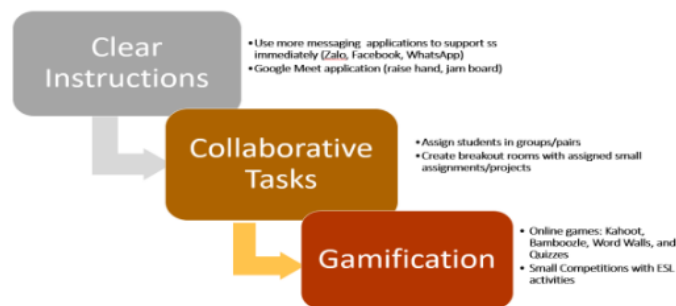 Clear
Instructions
•Use more messaging applications to support ss
immediately (Zalo, Facebook, WhatsApp)
•Google Meet application (raise hand, jam board)
Collaborative
Tasks
•Assign students in groups/pairs
•Create breakout rooms with assigned small
assignments/projects
Gamification
• Online games: Kahoot,
Bamboozle, Word Walls, and
Quizzes
• Small Competitions with ESL
activities